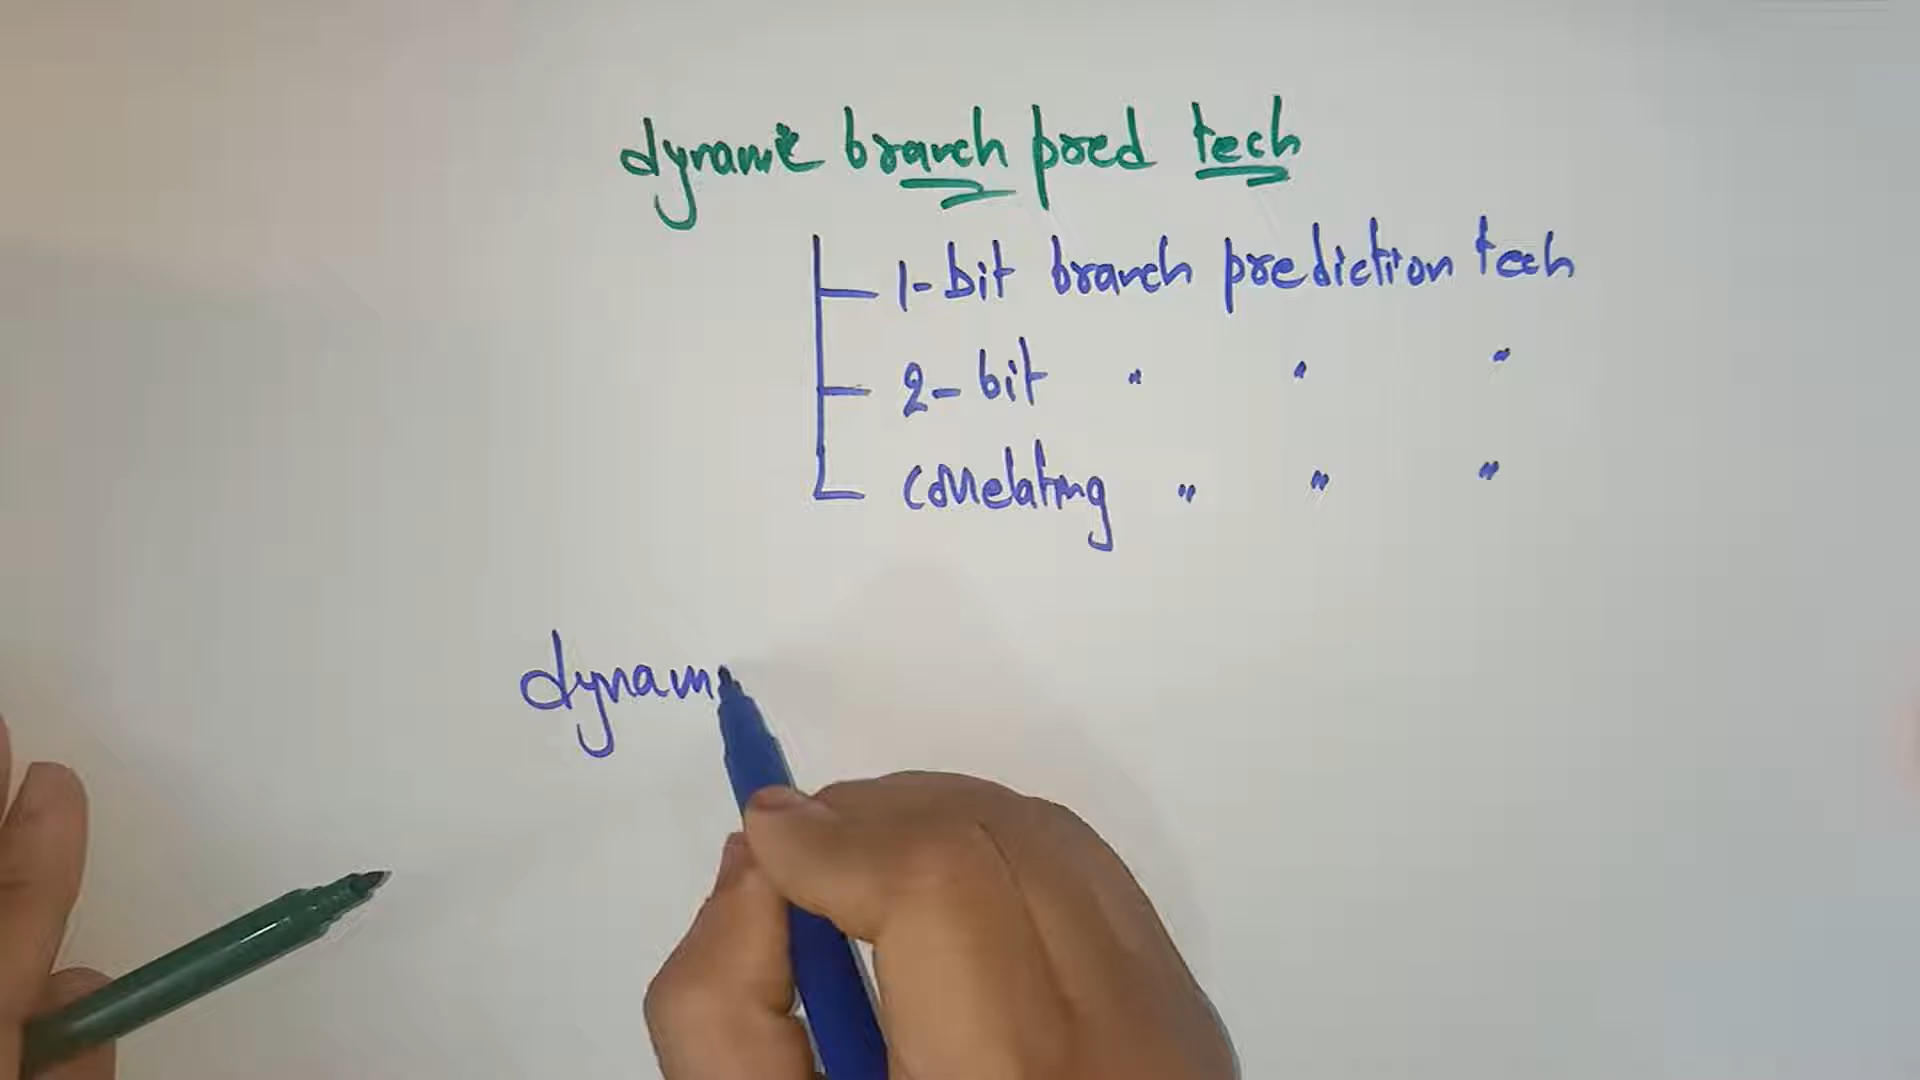 dynamic branch pred tech
1-bit branch prediction tech
2-bit " " "
Correlating " " "
dynam